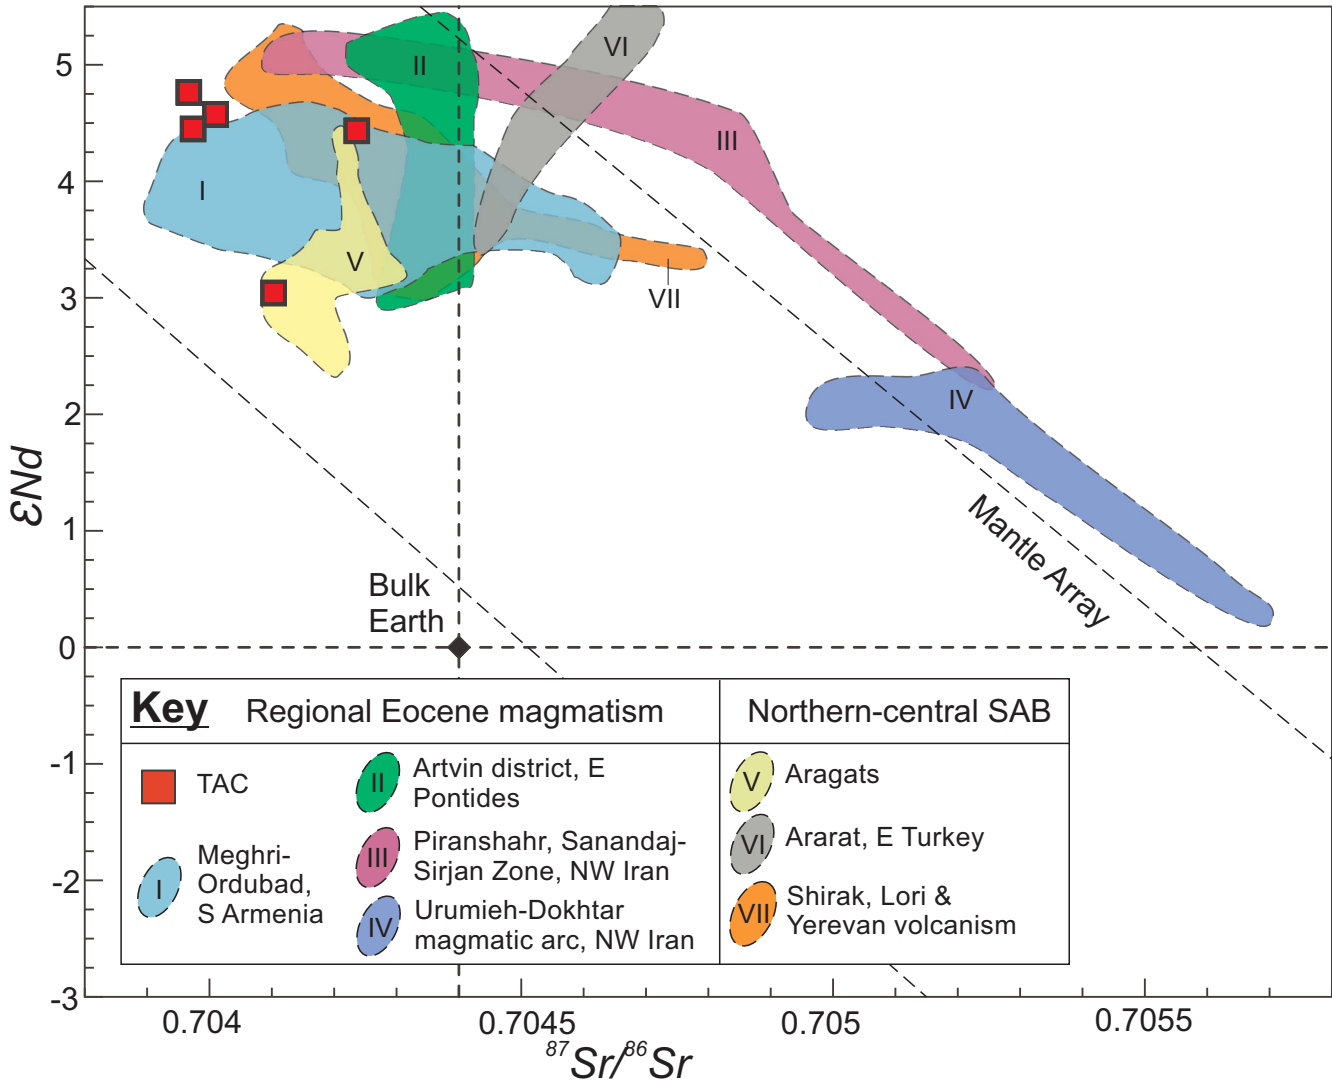 5
4
3
2
1
0
-1
-2
-3
εNd
I
II
III
IV
V
VI
VII
Mantle Array
Bulk
Earth
Key Regional Eocene magmatism
Northern-central SAB
TAC
I
Meghri-
Ordubad,
S Armenia
II
Artvin district, E
Pontides
III
Piranshahr, Sanandaj-
Sirjan Zone, NW Iran
IV
Urumieh-Dokhtar
magmatic arc, NW Iran
V
Aragats
VI
Ararat, E Turkey
VII
Shirak, Lori &
Yerevan volcanism
0.704
0.7045
0.705
0.7055
⁸⁷Sr/⁸⁶Sr